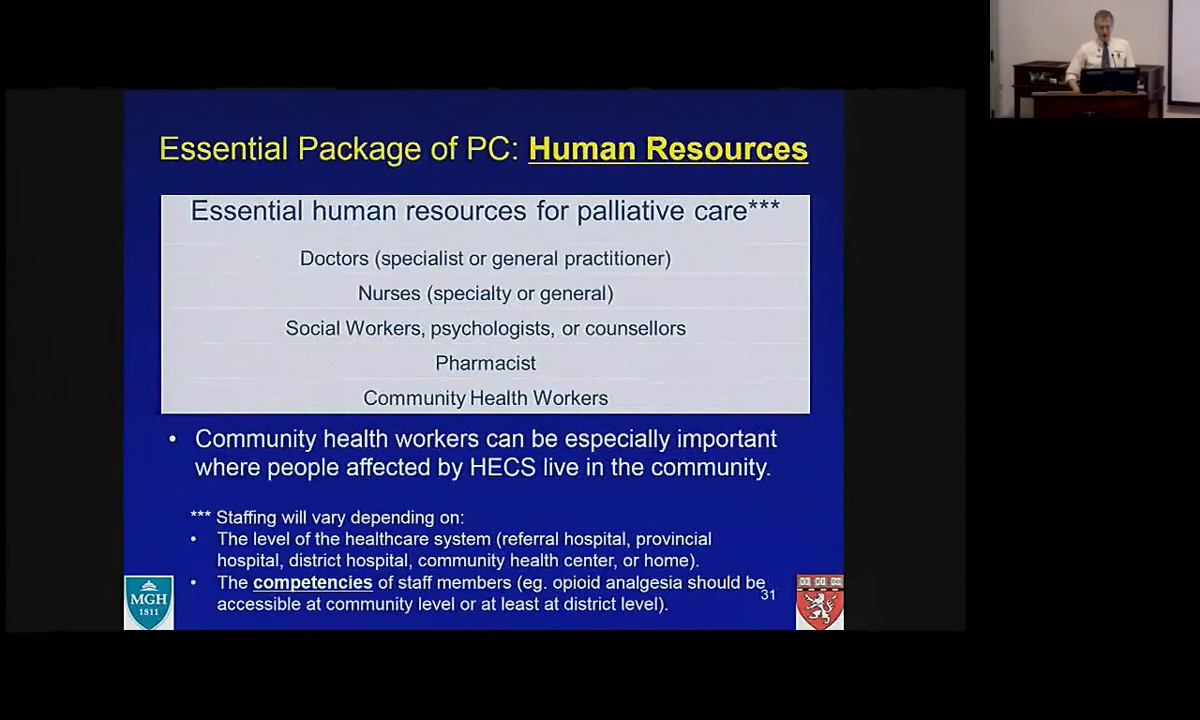 Essential Package of PC: Human Resources
Essential human resources for palliative care***
Doctors (specialist or general practitioner)
Nurses (specialty or general)
Social Workers, psychologists, or counsellors
Pharmacist
Community Health Workers
• Community health workers can be especially important
where people affected by HECS live in the community.
*** Staffing will vary depending on:
• The level of the healthcare system (referral hospital, provincial
hospital, district hospital, community health center, or home).
• The competencies of staff members (eg. opioid analgesia should be
accessible at community level or at least at district level).
31
MGH
1811